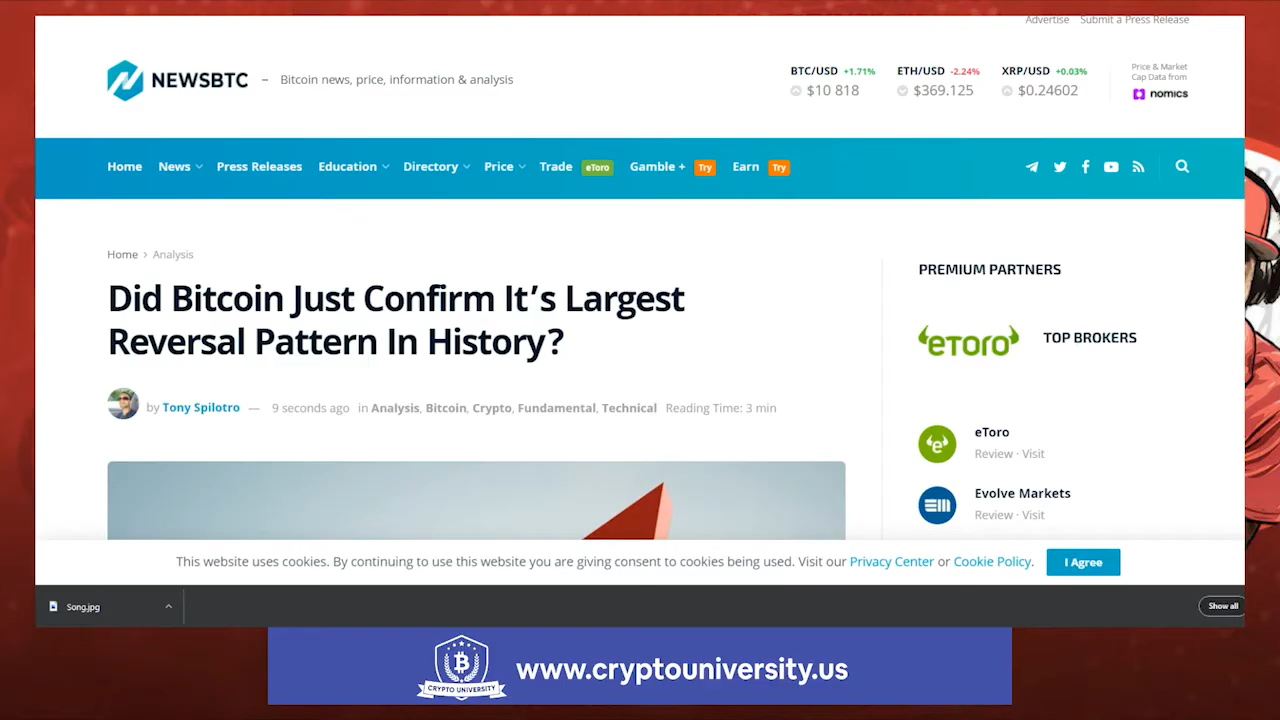 Advertise Submit a Press Release
NEWSBTC – Bitcoin news, price, information & analysis
BTC/USD +1.71% ETH/USD -2.24% XRP/USD +0.03%
$10 818 $369.125 $0.24602
Price & Market
Cap Data from
nomics
Home News Press Releases Education Directory Price Trade eToro Gamble + Try Earn Try
Home > Analysis
Did Bitcoin Just Confirm It's Largest
Reversal Pattern In History?
by Tony Spilotro — 9 seconds ago in Analysis, Bitcoin, Crypto, Fundamental, Technical Reading Time: 3 min
PREMIUM PARTNERS
eToro TOP BROKERS
eToro
Review · Visit
Evolve Markets
Review · Visit
This website uses cookies. By continuing to use this website you are giving consent to cookies being used. Visit our Privacy Center or Cookie Policy. I Agree
Song.jpg
Show all
CRYPTO UNIVERSITY
www.cryptouniversity.us